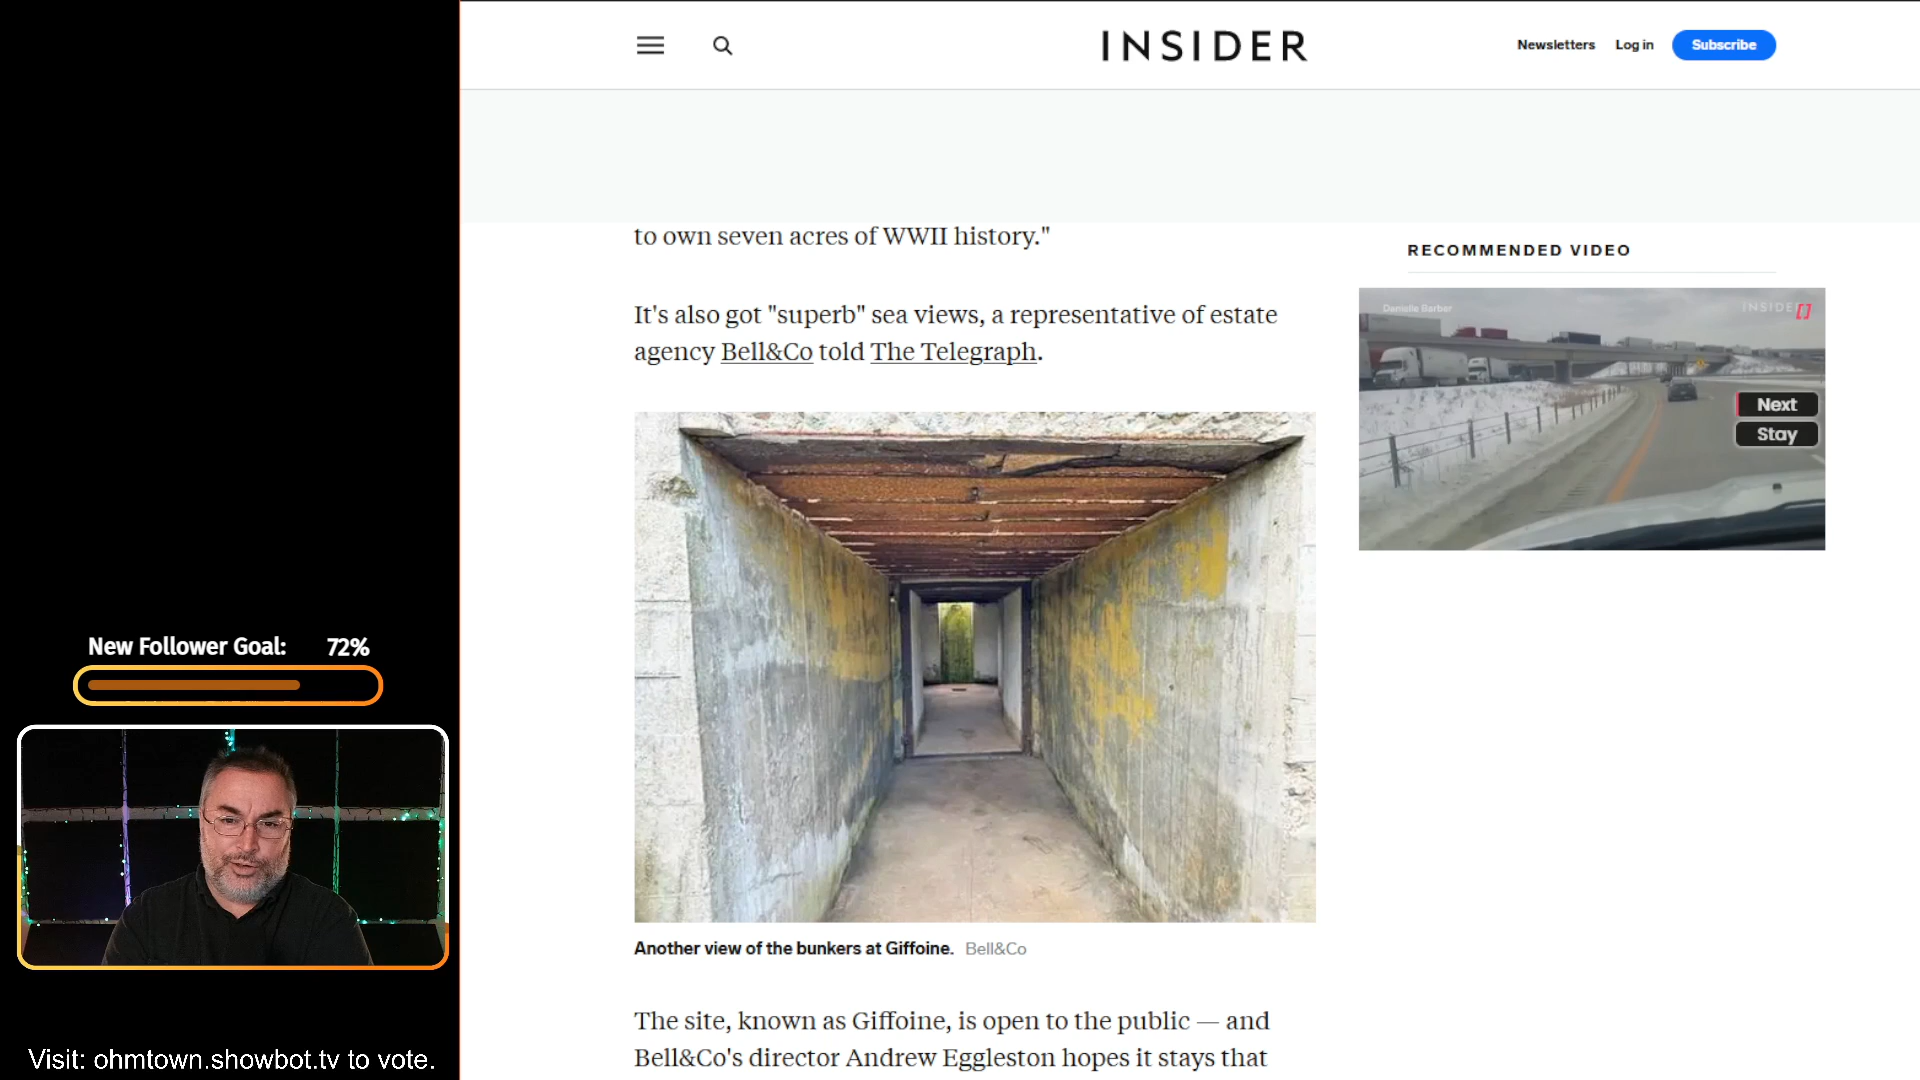 INSIDER
Newsletters
Log in
Subscribe
to own seven acres of WWII history."
RECOMMENDED VIDEO
It's also got "superb" sea views, a representative of estate
agency Bell&Co told The Telegraph.
Danielle Barber
INSIDER
Next
Stay
Another view of the bunkers at Giffoine. Bell&Co
The site, known as Giffoine, is open to the public — and
Bell&Co's director Andrew Eggleston hopes it stays that
New Follower Goal: 72%
Visit: ohmtown.showbot.tv to vote.